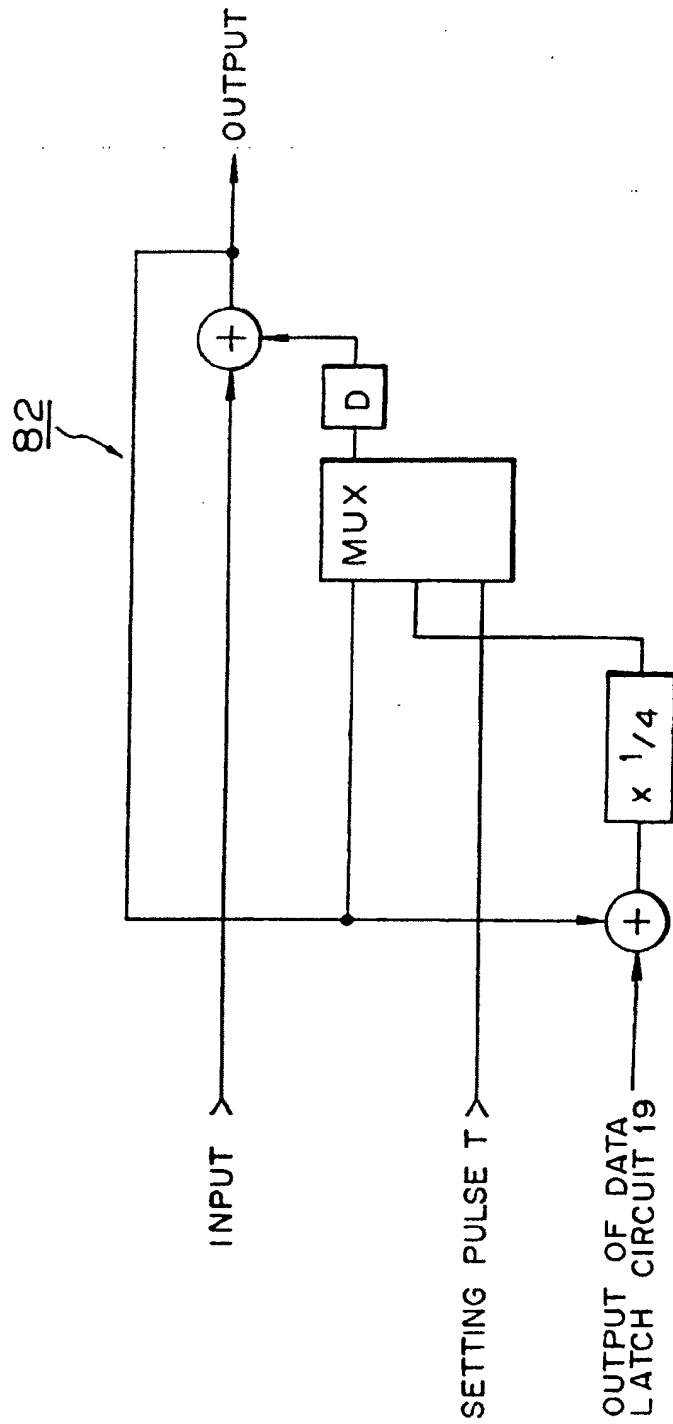 82
OUTPUT
+
INPUT
D
MUX
SETTING PULSE T
x 1/4
+
OUTPUT OF DATA
LATCH CIRCUIT 19